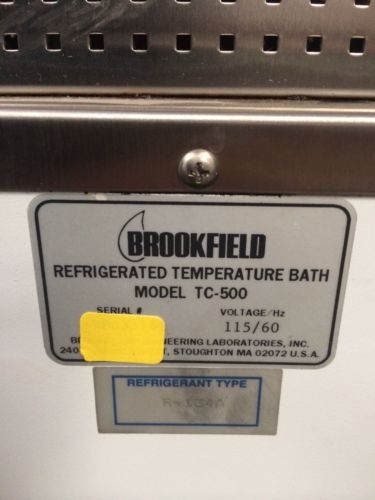 BROOKFIELD
REFRIGERATED TEMPERATURE BATH
MODEL TC-500
SERIAL # VOLTAGE/Hz
115/60
ENGINEERING LABORATORIES, INC.
STOUGHTON MA 02072 U.S.A.
REFRIGERANT TYPE
R-134A